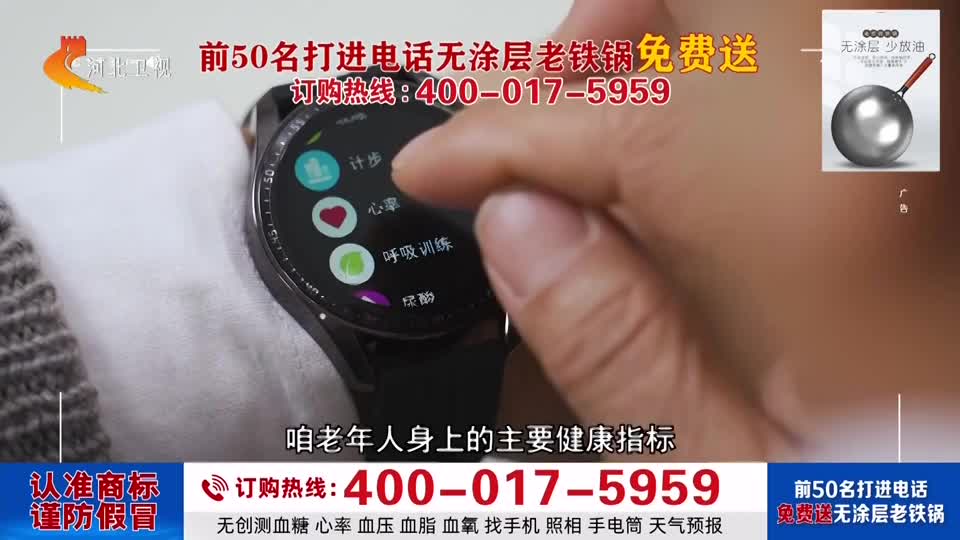 河北卫视
前50名打进电话无涂层老铁锅免费送
订购热线：400-017-5959
无涂层 少放油
广告
50
55
计步
心率
呼吸训练
尿酸
咱老年人身上的主要健康指标
认准商标
谨防假冒
订购热线：400-017-5959
无创测血糖 心率 血压 血脂 血氧 找手机 照相 手电筒 天气预报
前50名打进电话
免费送无涂层老铁锅